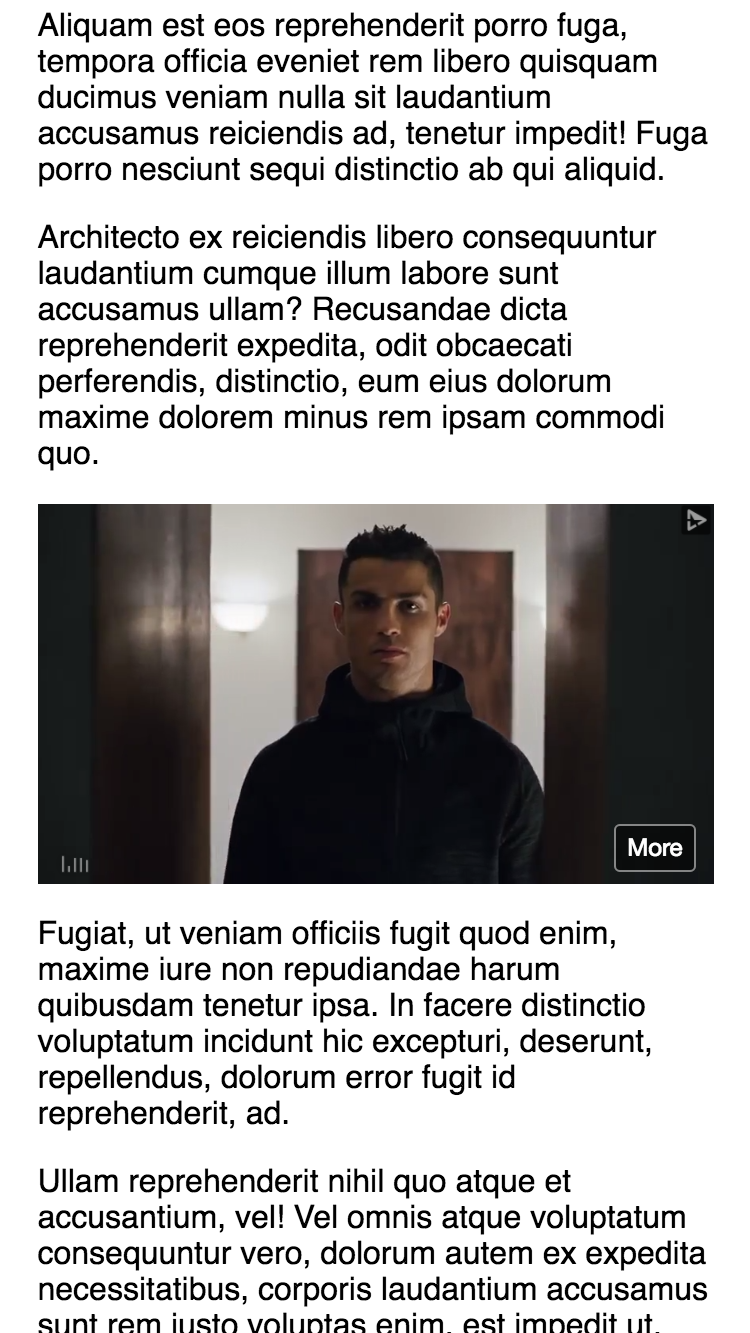 Aliquam est eos reprehenderit porro fuga,
tempora officia eveniet rem libero quisquam
ducimus veniam nulla sit laudantium
accusamus reiciendis ad, tenetur impedit! Fuga
porro nesciunt sequi distinctio ab qui aliquid.
Architecto ex reiciendis libero consequuntur
laudantium cumque illum labore sunt
accusamus ullam? Recusandae dicta
reprehenderit expedita, odit obcaecati
perferendis, distinctio, eum eius dolorum
maxime dolorem minus rem ipsam commodi
quo.
More
Fugiat, ut veniam officiis fugit quod enim,
maxime iure non repudiandae harum
quibusdam tenetur ipsa. In facere distinctio
voluptatum incidunt hic excepturi, deserunt,
repellendus, dolorum error fugit id
reprehenderit, ad.
Ullam reprehenderit nihil quo atque et
accusantium, vel! Vel omnis atque voluptatum
consequuntur vero, dolorum autem ex expedita
necessitatibus, corporis laudantium accusamus
sunt rem iusto voluptas enim, est impedit ut.